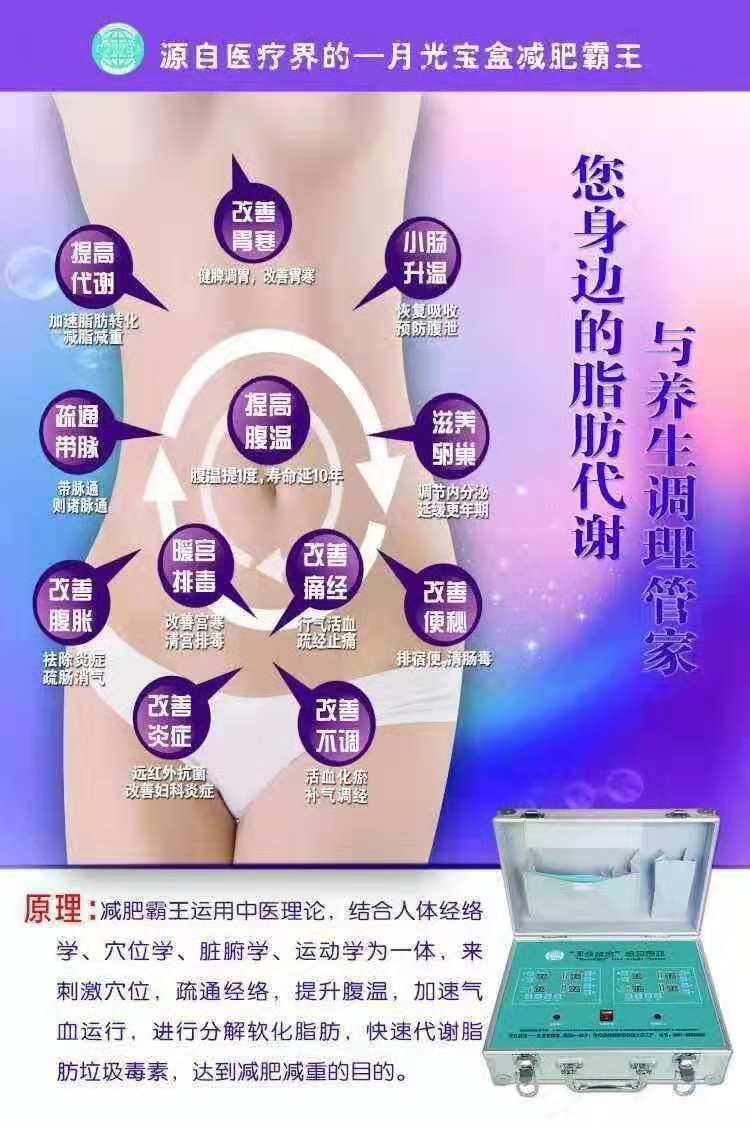 源自医疗界的—月光宝盒减肥霸王
您身边的脂肪代谢
与养生调理管家
改善
胃寒
健脾调胃，改善胃寒
提高
代谢
加速脂肪转化
减脂减重
小肠
升温
恢复吸收
预防腹泄
疏通
带脉
带脉通
则诸脉通
提高
腹温
腹温提1度,寿命延10年
滋养
卵巢
调节内分泌
延缓更年期
暖宫
排毒
改善宫寒
清宫排毒
改善
痛经
行气活血
疏经止痛
改善
腹胀
祛除炎症
疏肠消气
改善
便秘
排宿便,清肠毒
改善
炎症
远红外抗菌
改善妇科炎症
改善
不调
活血化瘀
补气调经
原理：减肥霸王运用中医理论，结合人体经络
学、穴位学、脏腑学、运动学为一体，来
刺激穴位，疏通经络，提升腹温，加速气
血运行，进行分解软化脂肪，快速代谢脂
肪垃圾毒素，达到减肥减重的目的。